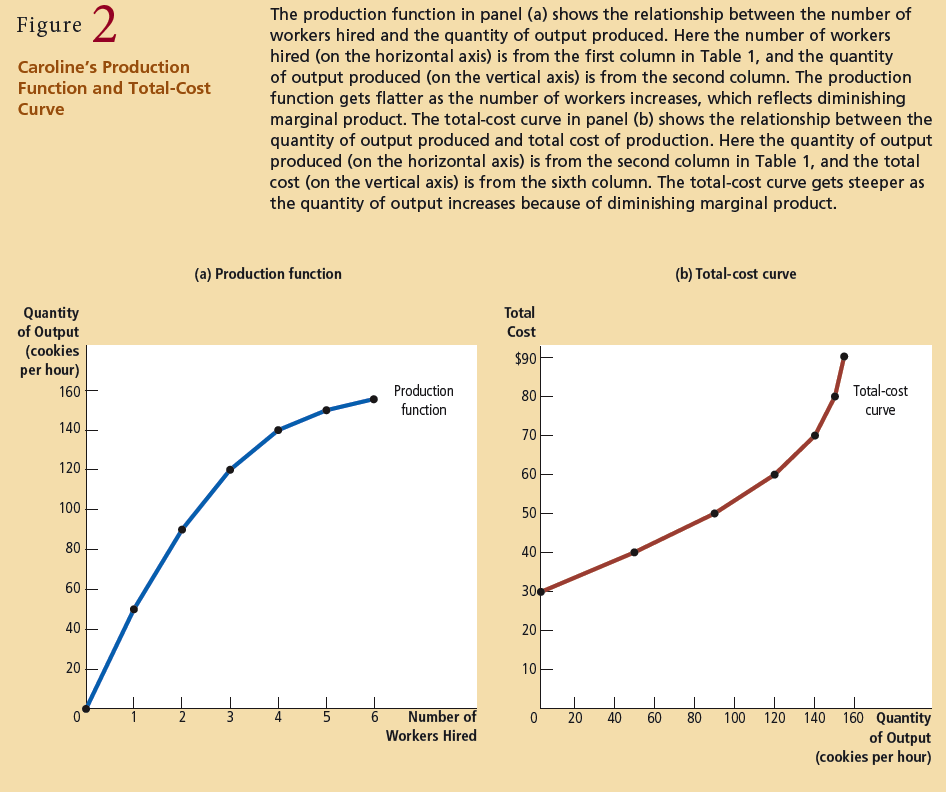 Figure 2
Caroline's Production
Function and Total-Cost
Curve
The production function in panel (a) shows the relationship between the number of
workers hired and the quantity of output produced. Here the number of workers
hired (on the horizontal axis) is from the first column in Table 1, and the quantity
of output produced (on the vertical axis) is from the second column. The production
function gets flatter as the number of workers increases, which reflects diminishing
marginal product. The total-cost curve in panel (b) shows the relationship between the
quantity of output produced and total cost of production. Here the quantity of output
produced (on the horizontal axis) is from the second column in Table 1, and the total
cost (on the vertical axis) is from the sixth column. The total-cost curve gets steeper as
the quantity of output increases because of diminishing marginal product.
(a) Production function
Quantity
of Output
(cookies
per hour)
160
140
120
100
80
60
40
20
0 1 2 3 4 5 6
Number of
Workers Hired
Production
function
(b) Total-cost curve
Total
Cost
$90
80
70
60
50
40
30
20
10
0 20 40 60 80 100 120 140 160
Quantity
of Output
(cookies per hour)
Total-cost
curve